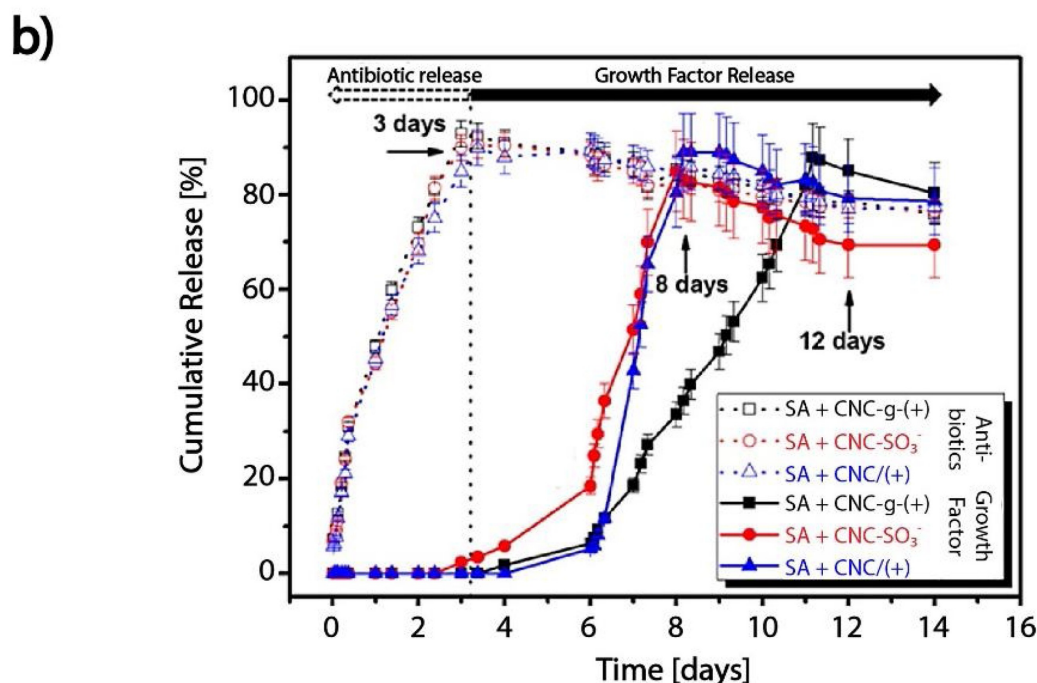 b)
Antibiotic release
Growth Factor Release
3 days
8 days
12 days
Cumulative Release [%]
100
80
60
40
20
0
SA + CNC-g-(+)
SA + CNC-SO₃⁻
SA + CNC/(+)
Anti-
biotics
SA + CNC-g-(+)
SA + CNC-SO₃⁻
SA + CNC/(+)
Growth
Factor
0 2 4 6 8 10 12 14 16
Time [days]